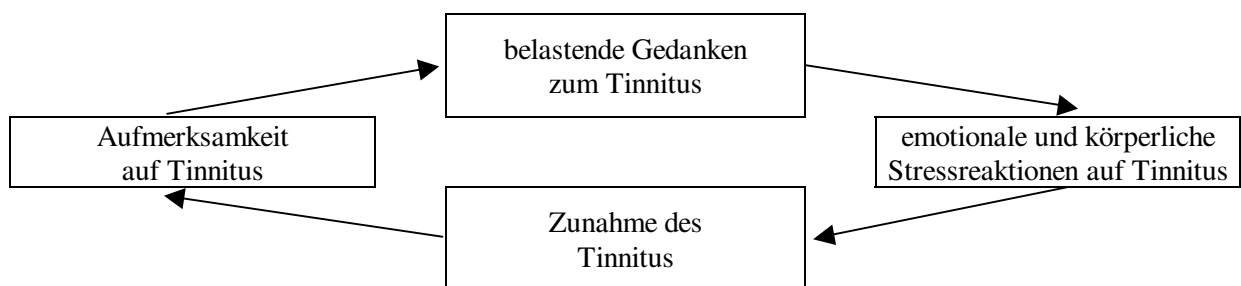 belastende Gedanken
zum Tinnitus
Aufmerksamkeit
auf Tinnitus
emotionale und körperliche
Stressreaktionen auf Tinnitus
Zunahme des
Tinnitus